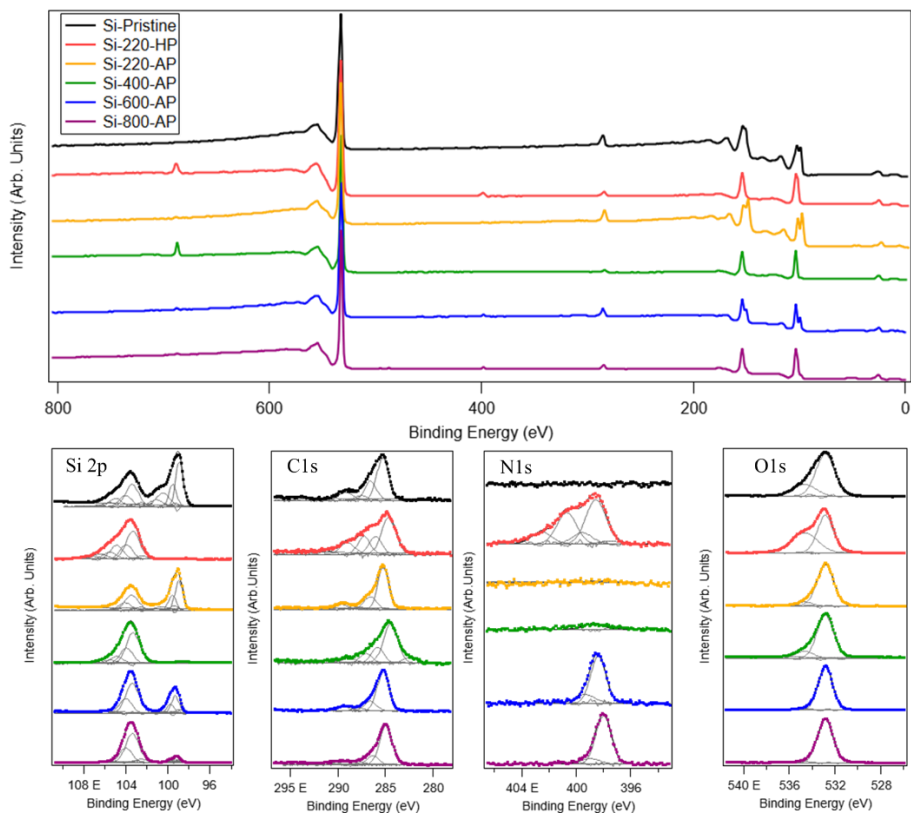 Si-Pristine
Si-220-HP
Si-220-AP
Si-400-AP
Si-600-AP
Si-800-AP
Intensity (Arb. Units)
800
600
400
200
0
Binding Energy (eV)
Si 2p
C1s
N1s
O1s
Intensity (Arb. Units)
Intensity (Arb.Units)
Intensity (Arb. Units)
Intensity (Arb. Units)
108 E 104 100 96
295 E 290 285 280
404 E 400 396
540 E 536 532 528
Binding Energy (eV)
Binding Energy (eV)
Binding Energy (eV)
Binding Energy (eV)